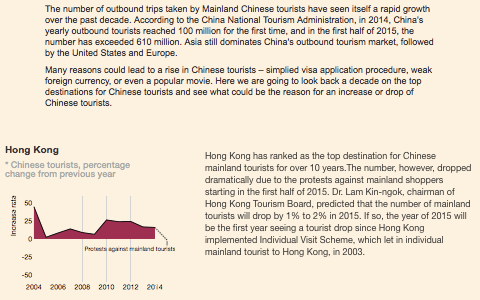 The number of outbound trips taken by Mainland Chinese tourists have seen itself a rapid growth
over the past decade. According to the China National Tourism Administration, in 2014, China's
yearly outbound tourists reached 100 million for the first time, and in the first half of 2015, the
number has exceeded 610 million. Asia still dominates China's outbound tourism market, followed
by the United States and Europe.
Many reasons could lead to a rise in Chinese tourists – simplied visa application procedure, weak
foreign currency, or even a popular movie. Here we are going to look back a decade on the top
destinations for Chinese tourists and see what could be the reason for an increase or drop of
Chinese tourists.
Hong Kong
* Chinese tourists, percentage
change from previous year
Increase rate
50
25
0
-25
-50
Protests against mainland tourists
2004 2006 2008 2010 2012 2014
Hong Kong has ranked as the top destination for Chinese
mainland tourists for over 10 years.The number, however, dropped
dramatically due to the protests against mainland shoppers
starting in the first half of 2015. Dr. Lam Kin-ngok, chairman of
Hong Kong Tourism Board, predicted that the number of mainland
tourists will drop by 1% to 2% in 2015. If so, the year of 2015 will
be the first year seeing a tourist drop since Hong Kong
implemented Individual Visit Scheme, which let in individual
mainland tourist to Hong Kong, in 2003.